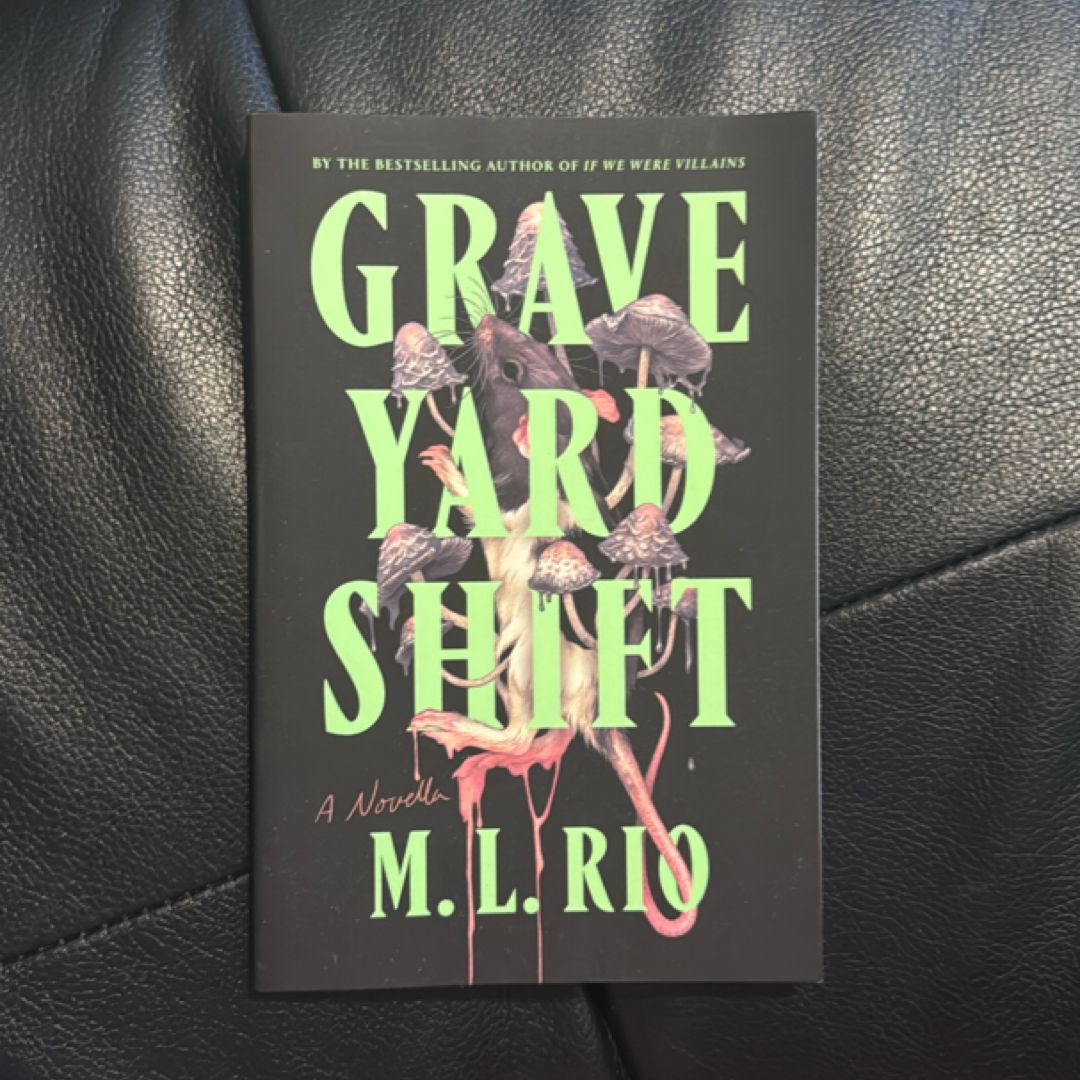 BY THE BESTSELLING AUTHOR OF IF WE WERE VILLAINS
GRAVE
YARD
SHIFT
A Novella
M. L. RIO